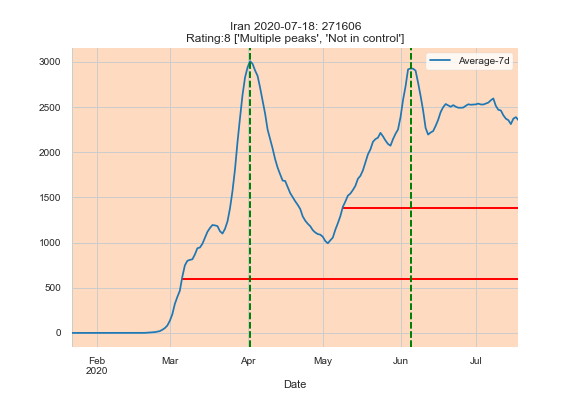 Iran 2020-07-18: 271606
Rating:8 ['Multiple peaks', 'Not in control']
Average-7d
3000
2500
2000
1500
1000
500
0
Feb
2020
Mar
Apr
May
Jun
Jul
Date